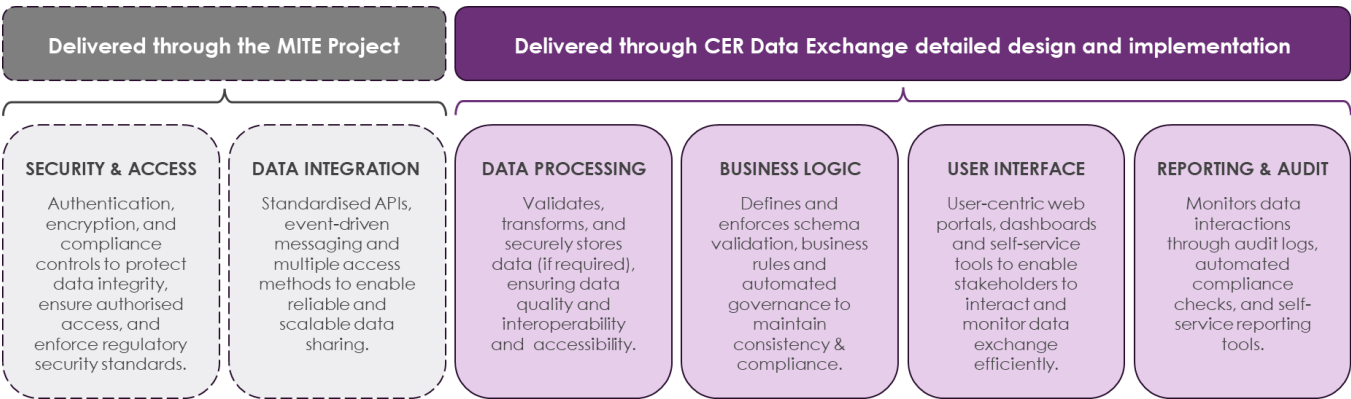 Delivered through the MITE Project
Delivered through CER Data Exchange detailed design and implementation
SECURITY & ACCESS
Authentication,
encryption, and
compliance
controls to protect
data integrity,
ensure authorised
access, and
enforce regulatory
security standards.
DATA INTEGRATION
Standardised APIs,
event-driven
messaging and
multiple access
methods to enable
reliable and
scalable data
sharing.
DATA PROCESSING
Validates,
transforms, and
securely stores
data (if required),
ensuring data
quality and
interoperability
and accessibility.
BUSINESS LOGIC
Defines and
enforces schema
validation, business
rules and
automated
governance to
maintain
consistency &
compliance.
USER INTERFACE
User-centric web
portals, dashboards
and self-service
tools to enable
stakeholders to
interact and
monitor data
exchange
efficiently.
REPORTING & AUDIT
Monitors data
interactions
through audit logs,
automated
compliance
checks, and self-
service reporting
tools.